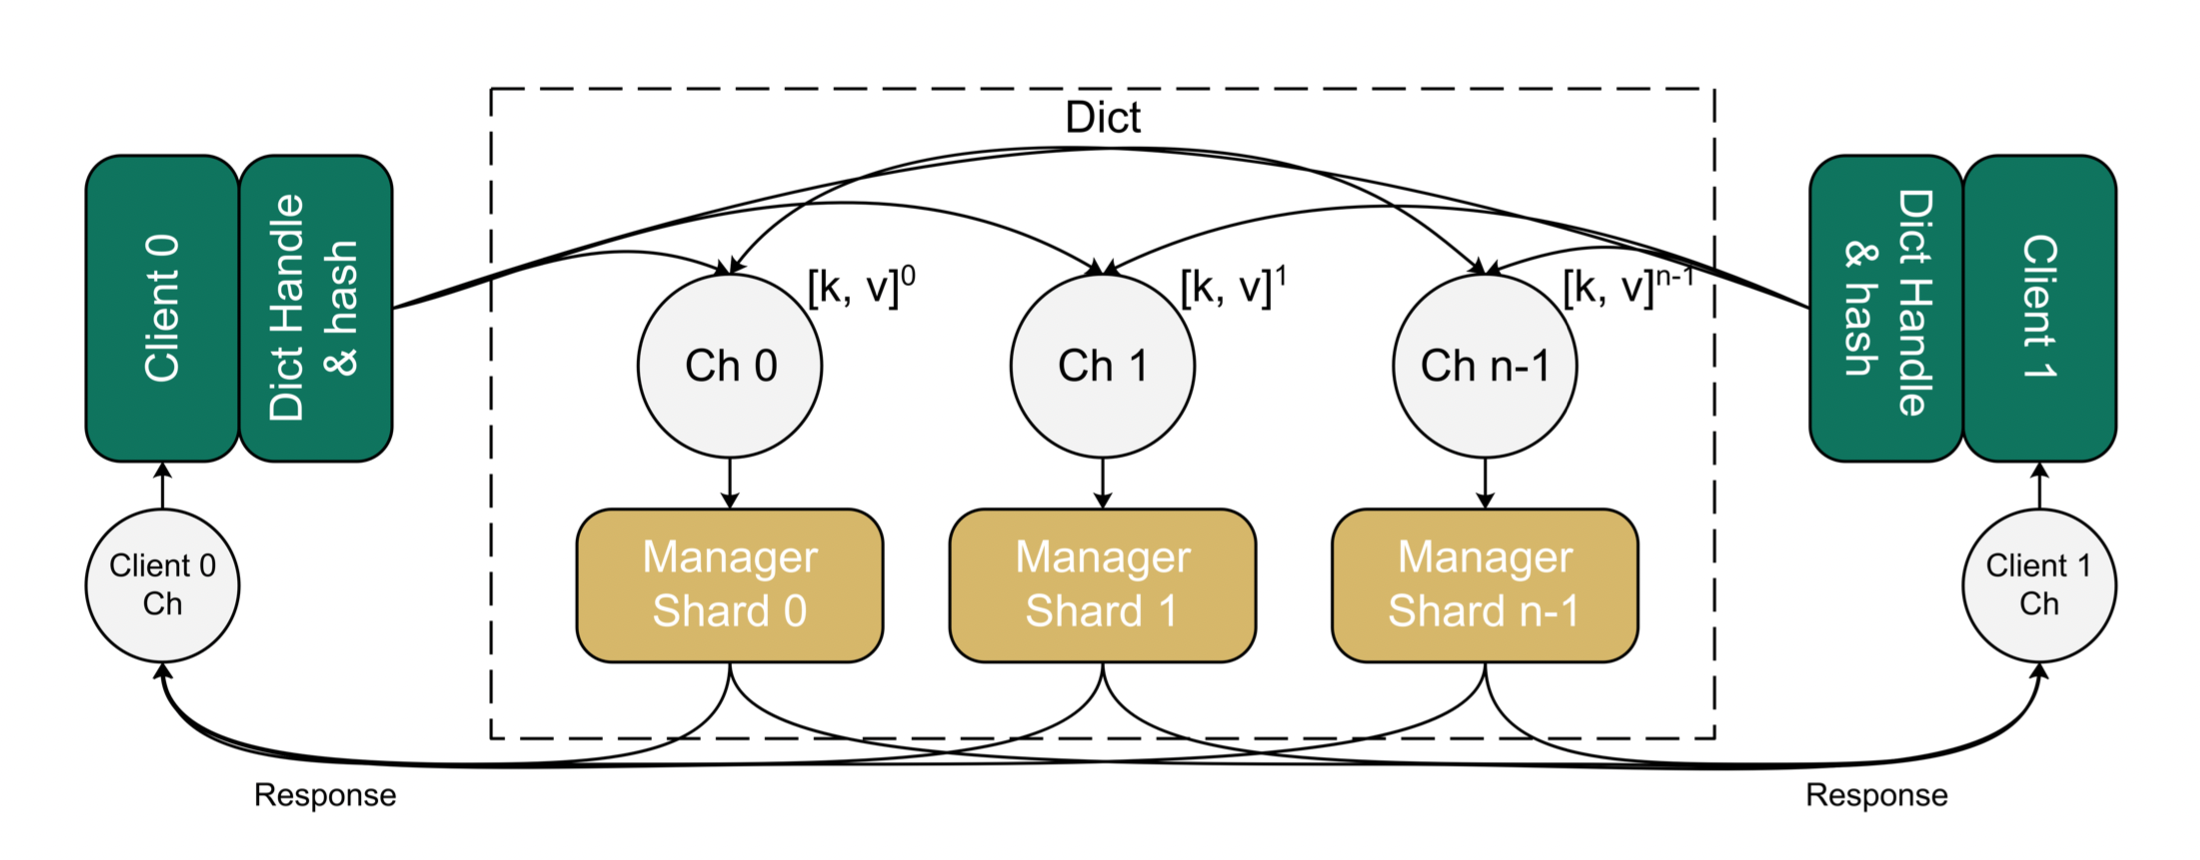 Dict
Client 0
Dict Handle
& hash
[k, v]⁰
[k, v]¹
[k, v]ⁿ⁻¹
Dict Handle
& hash
Client 1
Ch 0
Ch 1
Ch n-1
Client 0
Ch
Manager
Shard 0
Manager
Shard 1
Manager
Shard n-1
Client 1
Ch
Response
Response